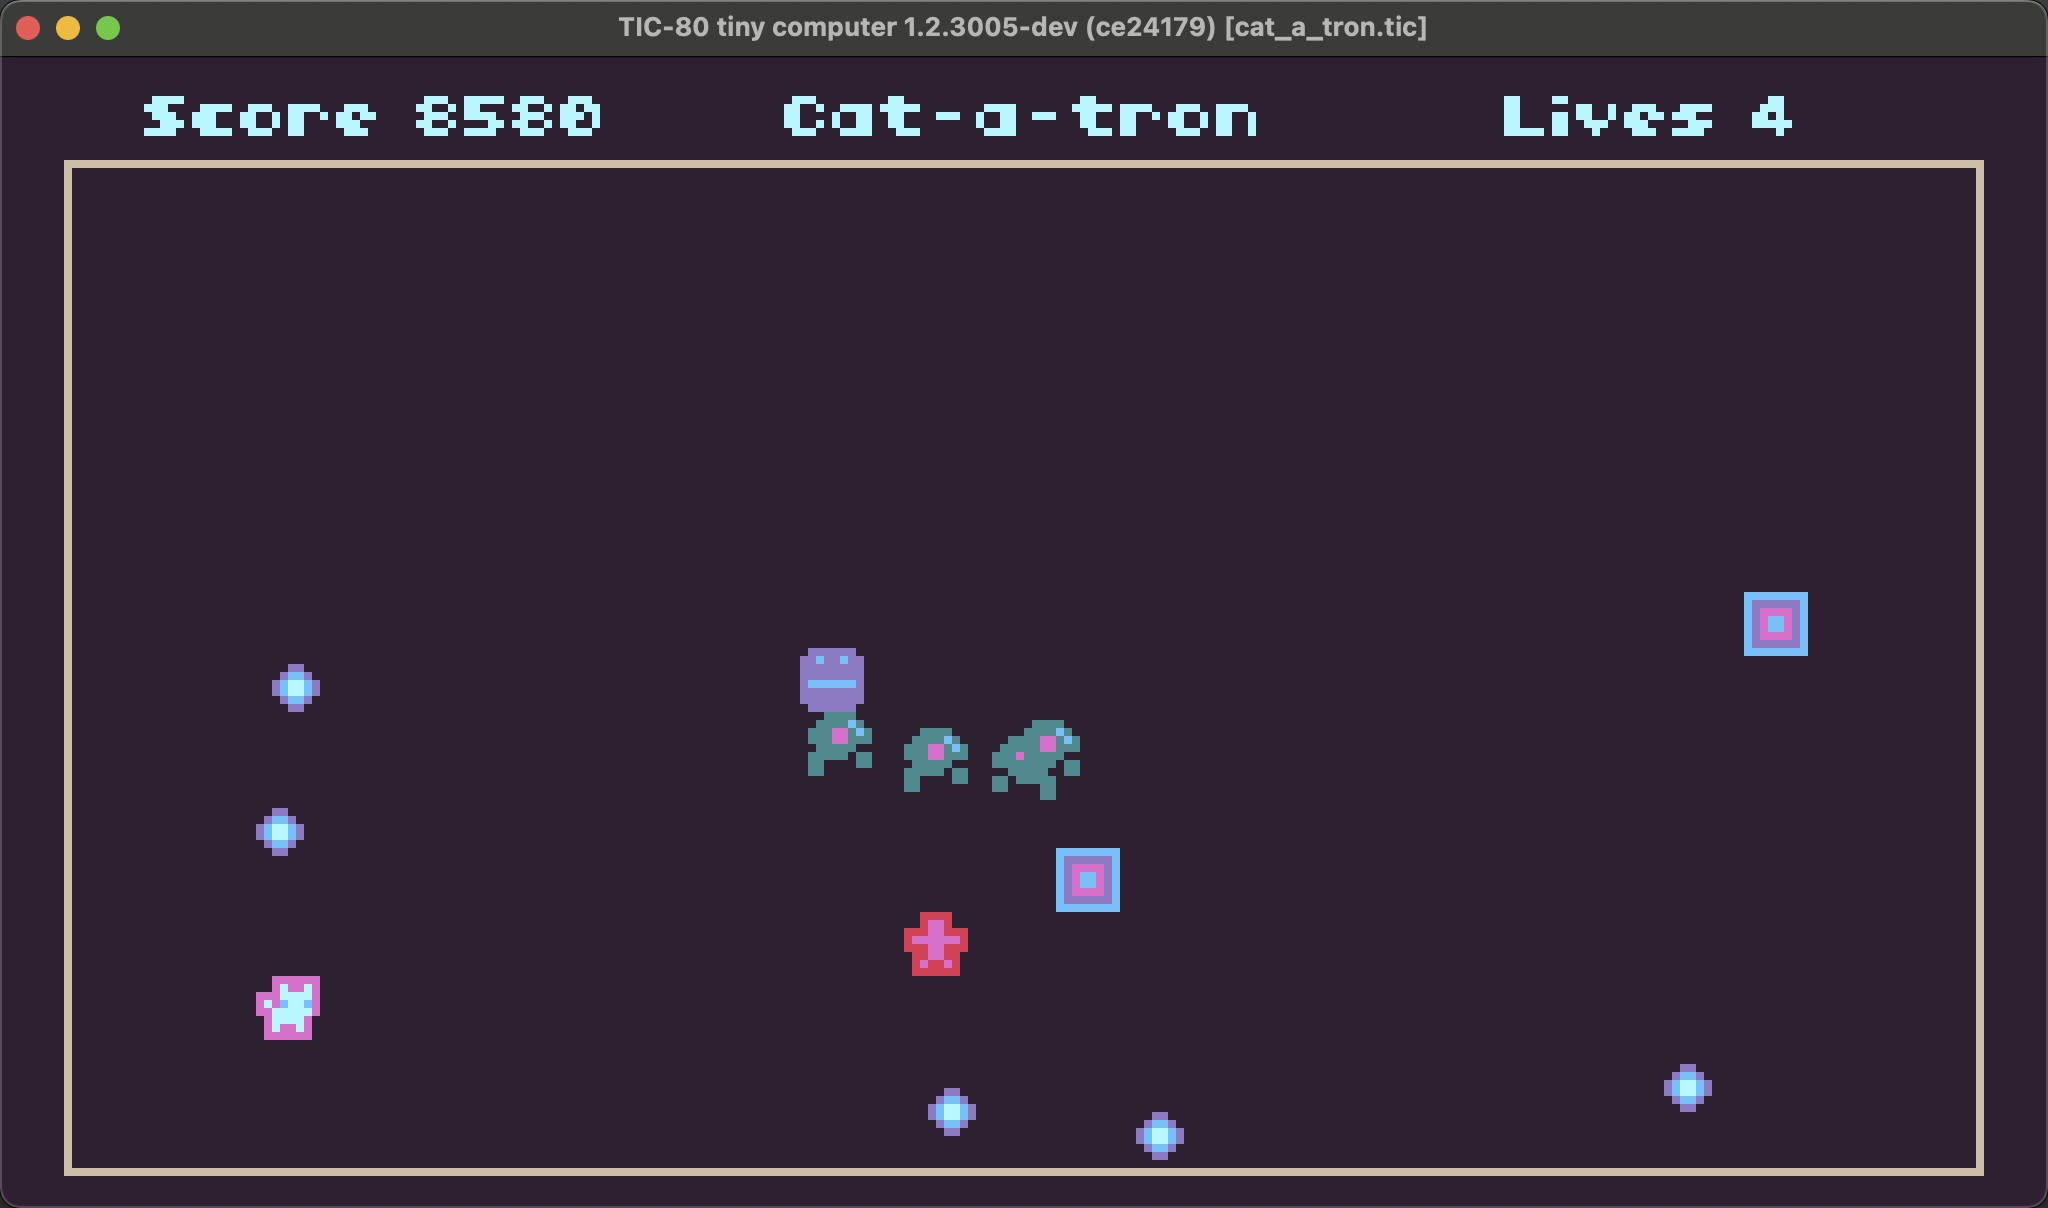 TIC-80 tiny computer 1.2.3005-dev (ce24179) [cat_a_tron.tic]
Score 8580 Cat-a-tron Lives 4